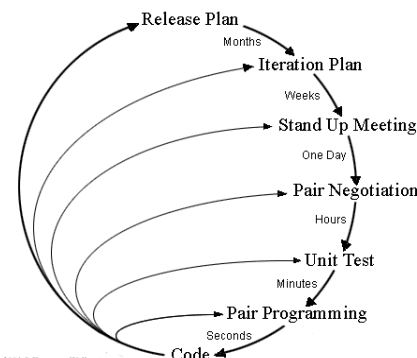 Release Plan
Months
Iteration Plan
Weeks
Stand Up Meeting
One Day
Pair Negotiation
Hours
Unit Test
Minutes
Pair Programming
Seconds
Code